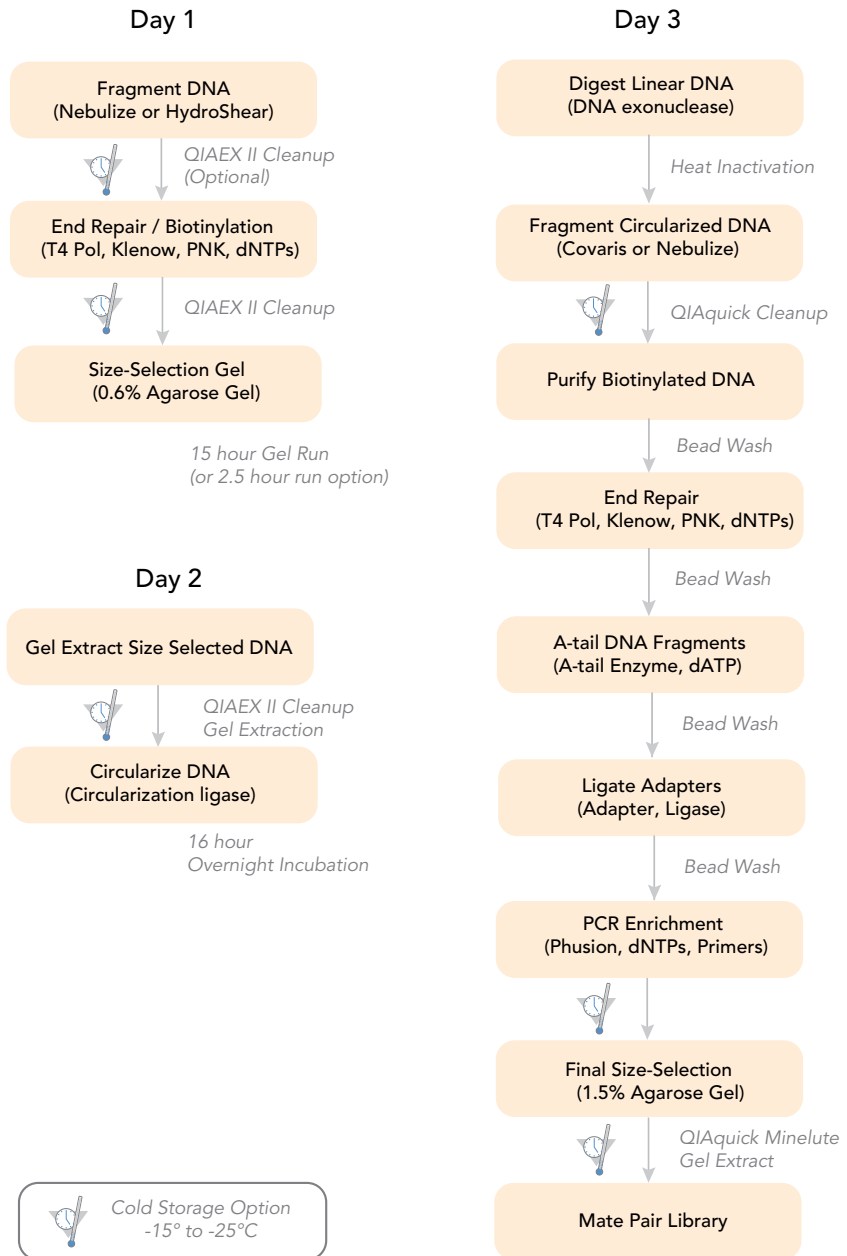 Day 1
Fragment DNA
(Nebulize or HydroShear)
QIAEX II Cleanup
(Optional)
End Repair / Biotinylation
(T4 Pol, Klenow, PNK, dNTPs)
QIAEX II Cleanup
Size-Selection Gel
(0.6% Agarose Gel)
15 hour Gel Run
(or 2.5 hour run option)
Day 2
Gel Extract Size Selected DNA
QIAEX II Cleanup
Gel Extraction
Circularize DNA
(Circularization ligase)
16 hour
Overnight Incubation
Day 3
Digest Linear DNA
(DNA exonuclease)
Heat Inactivation
Fragment Circularized DNA
(Covaris or Nebulize)
QIAquick Cleanup
Purify Biotinylated DNA
Bead Wash
End Repair
(T4 Pol, Klenow, PNK, dNTPs)
Bead Wash
A-tail DNA Fragments
(A-tail Enzyme, dATP)
Bead Wash
Ligate Adapters
(Adapter, Ligase)
Bead Wash
PCR Enrichment
(Phusion, dNTPs, Primers)
Final Size-Selection
(1.5% Agarose Gel)
QIAquick Minelute
Gel Extract
Mate Pair Library
Cold Storage Option
-15° to -25°C